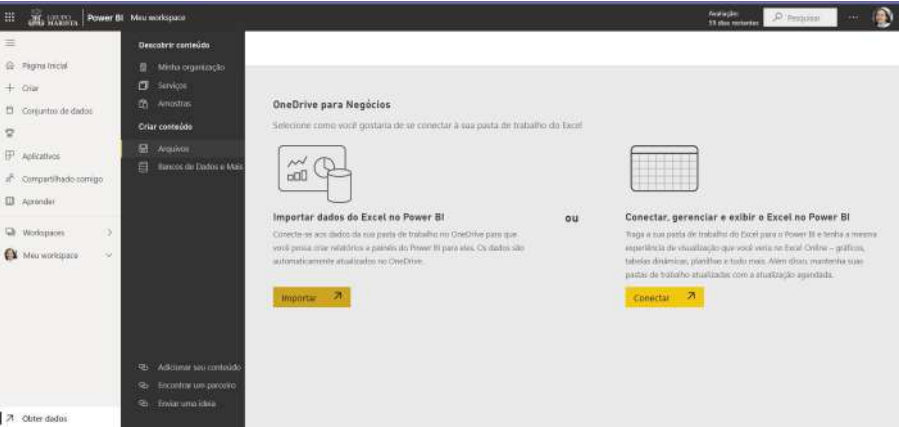 GRUPO MARISTA Power BI Meu workspace
Avaliação:
Pesquisar
Página Inicial
Criar
Conjuntos de dados
Aplicativos
Compartilhado comigo
Aprender
Workspaces
Meu workspace
Obter dados
Descobrir conteúdo
Minha organização
Serviços
Amostras
Criar conteúdo
Arquivos
Bancos de Dados e Mais
Adicionar seu conteúdo
Encontrar um parceiro
Enviar uma ideia
OneDrive para Negócios
Selecione como você gostaria de se conectar à sua pasta de trabalho do Excel
Importar dados do Excel no Power BI
Conecte-se aos dados da sua pasta de trabalho no OneDrive para que
você possa criar relatórios e painéis do Power BI para eles. Os dados são
automaticamente atualizados no OneDrive.
Importar
ou
Conectar, gerenciar e exibir o Excel no Power BI
Traga a sua pasta de trabalho do Excel para o Power BI e tenha a mesma
experiência de visualização que você veria no Excel Online – gráficos,
tabelas dinâmicas, planilhas e tudo mais. Além disso, mantenha suas
pastas de trabalho atualizadas com a atualização agendada.
Conectar